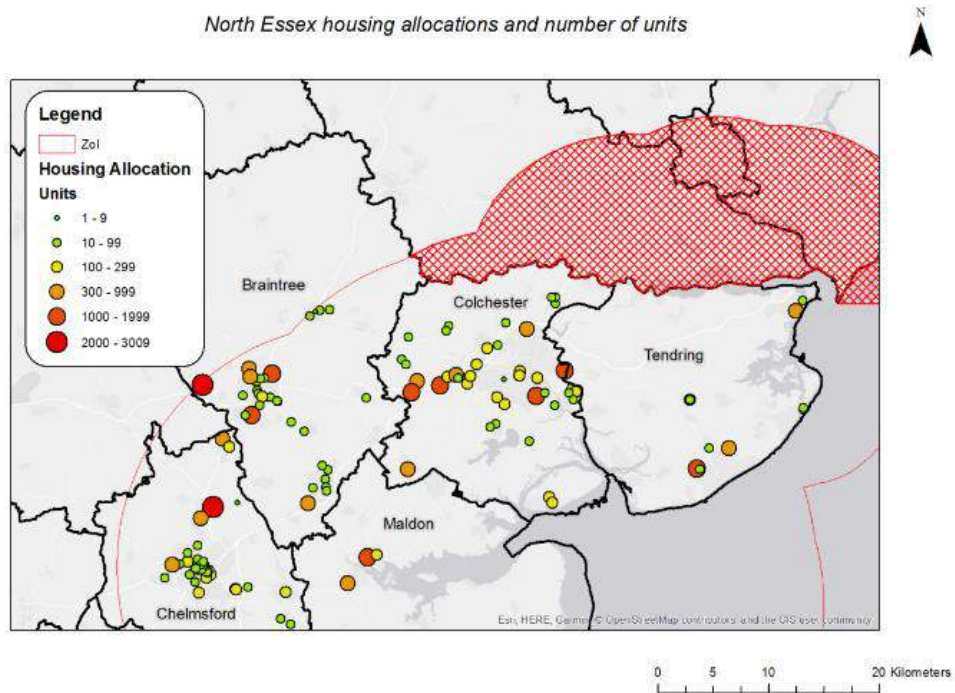 North Essex housing allocations and number of units
N
Legend
ZoI
Housing Allocation
Units
1 - 9
10 - 99
100 - 299
300 - 999
1000 - 1999
2000 - 3009
Braintree
Colchester
Tendring
Maldon
Chelmsford
Esri, HERE, Garmin, © OpenStreetMap contributors, and the GIS user community
0 5 10 20 Kilometers